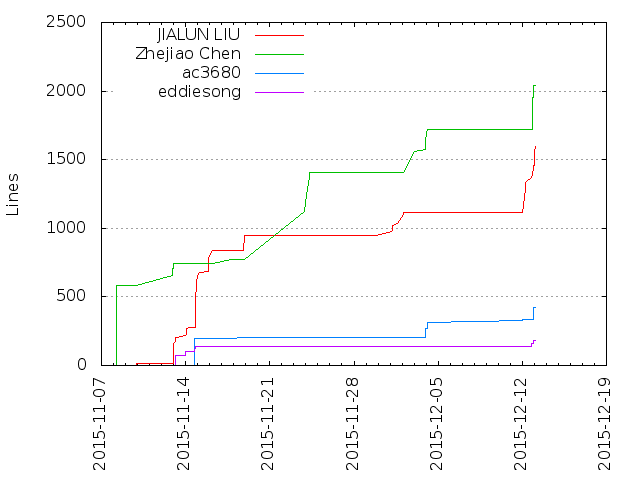 2500
2000
1500
1000
500
0
Lines
JIALUN LIU
Zhejiao Chen
ac3680
eddiesong
2015-11-07
2015-11-14
2015-11-21
2015-11-28
2015-12-05
2015-12-12
2015-12-19